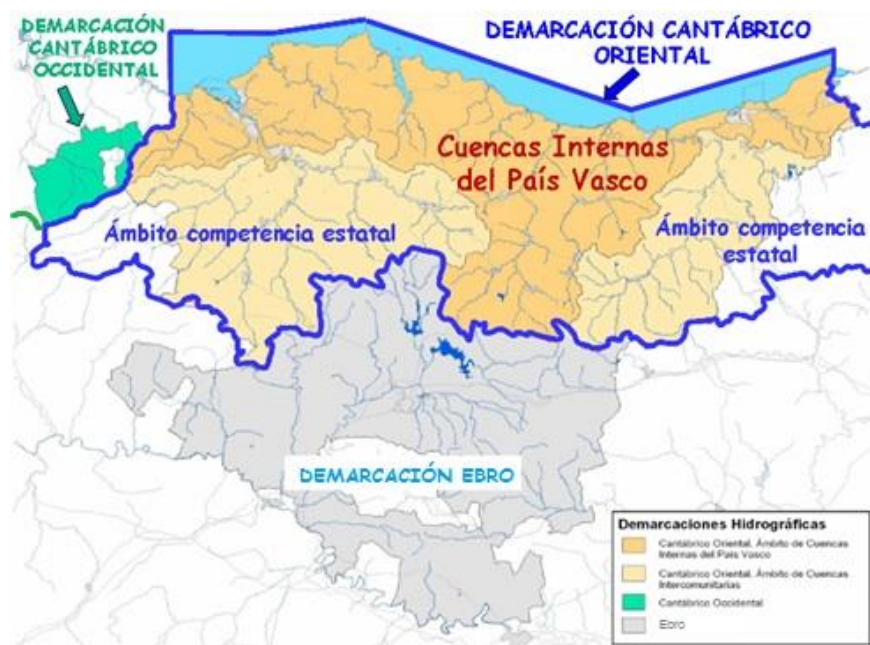 DEMARCACIÓN
CANTÁBRICO
OCCIDENTAL
DEMARCACIÓN CANTÁBRICO
ORIENTAL
Cuencas Internas
del País Vasco
Ámbito competencia estatal
Ámbito competencia
estatal
DEMARCACIÓN EBRO
Demarcaciones Hidrográficas
Cantábrico Oriental. Ámbito de Cuencas
Internas del País Vasco
Cantábrico Oriental. Ámbito de Cuencas
Intercomunitarias
Cantábrico Occidental
Ebro